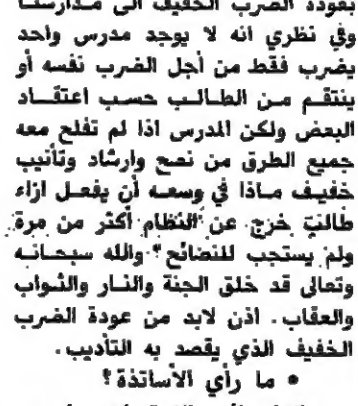 بعودة الضرب الخفيف الى مدارسنا
وفي نظري انه لا يوجد مدرس واحد
يضرب فقط من أجل الضرب نفسه أو
ينتقم من الطالب حسب اعتقاد
البعض ولكن المدرس اذا لم تفلح معه
جميع الطرق من نصح وارشاد وتأنيب
خفيف ماذا في وسعه أن يفعل ازاء
طالب خرج عن النظام أكثر من مرة
ولم يستجب للنصائح والله سبحانه
وتعالى قد خلق الجنة والنار والثواب
والعقاب . اذن لابد من عودة الضرب
الخفيف الذي يقصد به التأديب .
• ما رأي الأساتذة ؟